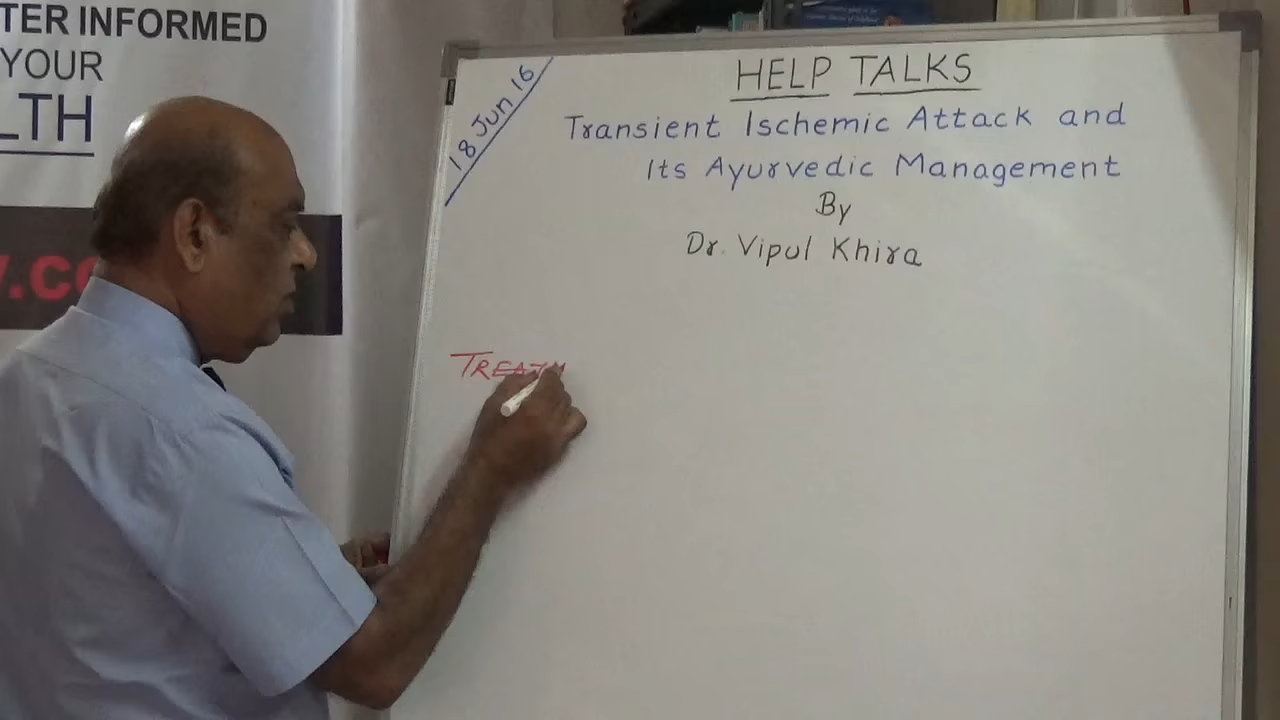 TER INFORMED
YOUR
LTH
HELP TALKS
18 Jun 16
Transient Ischemic Attack and
Its Ayurvedic Management
By
Dr. Vipul Khira
TREATM